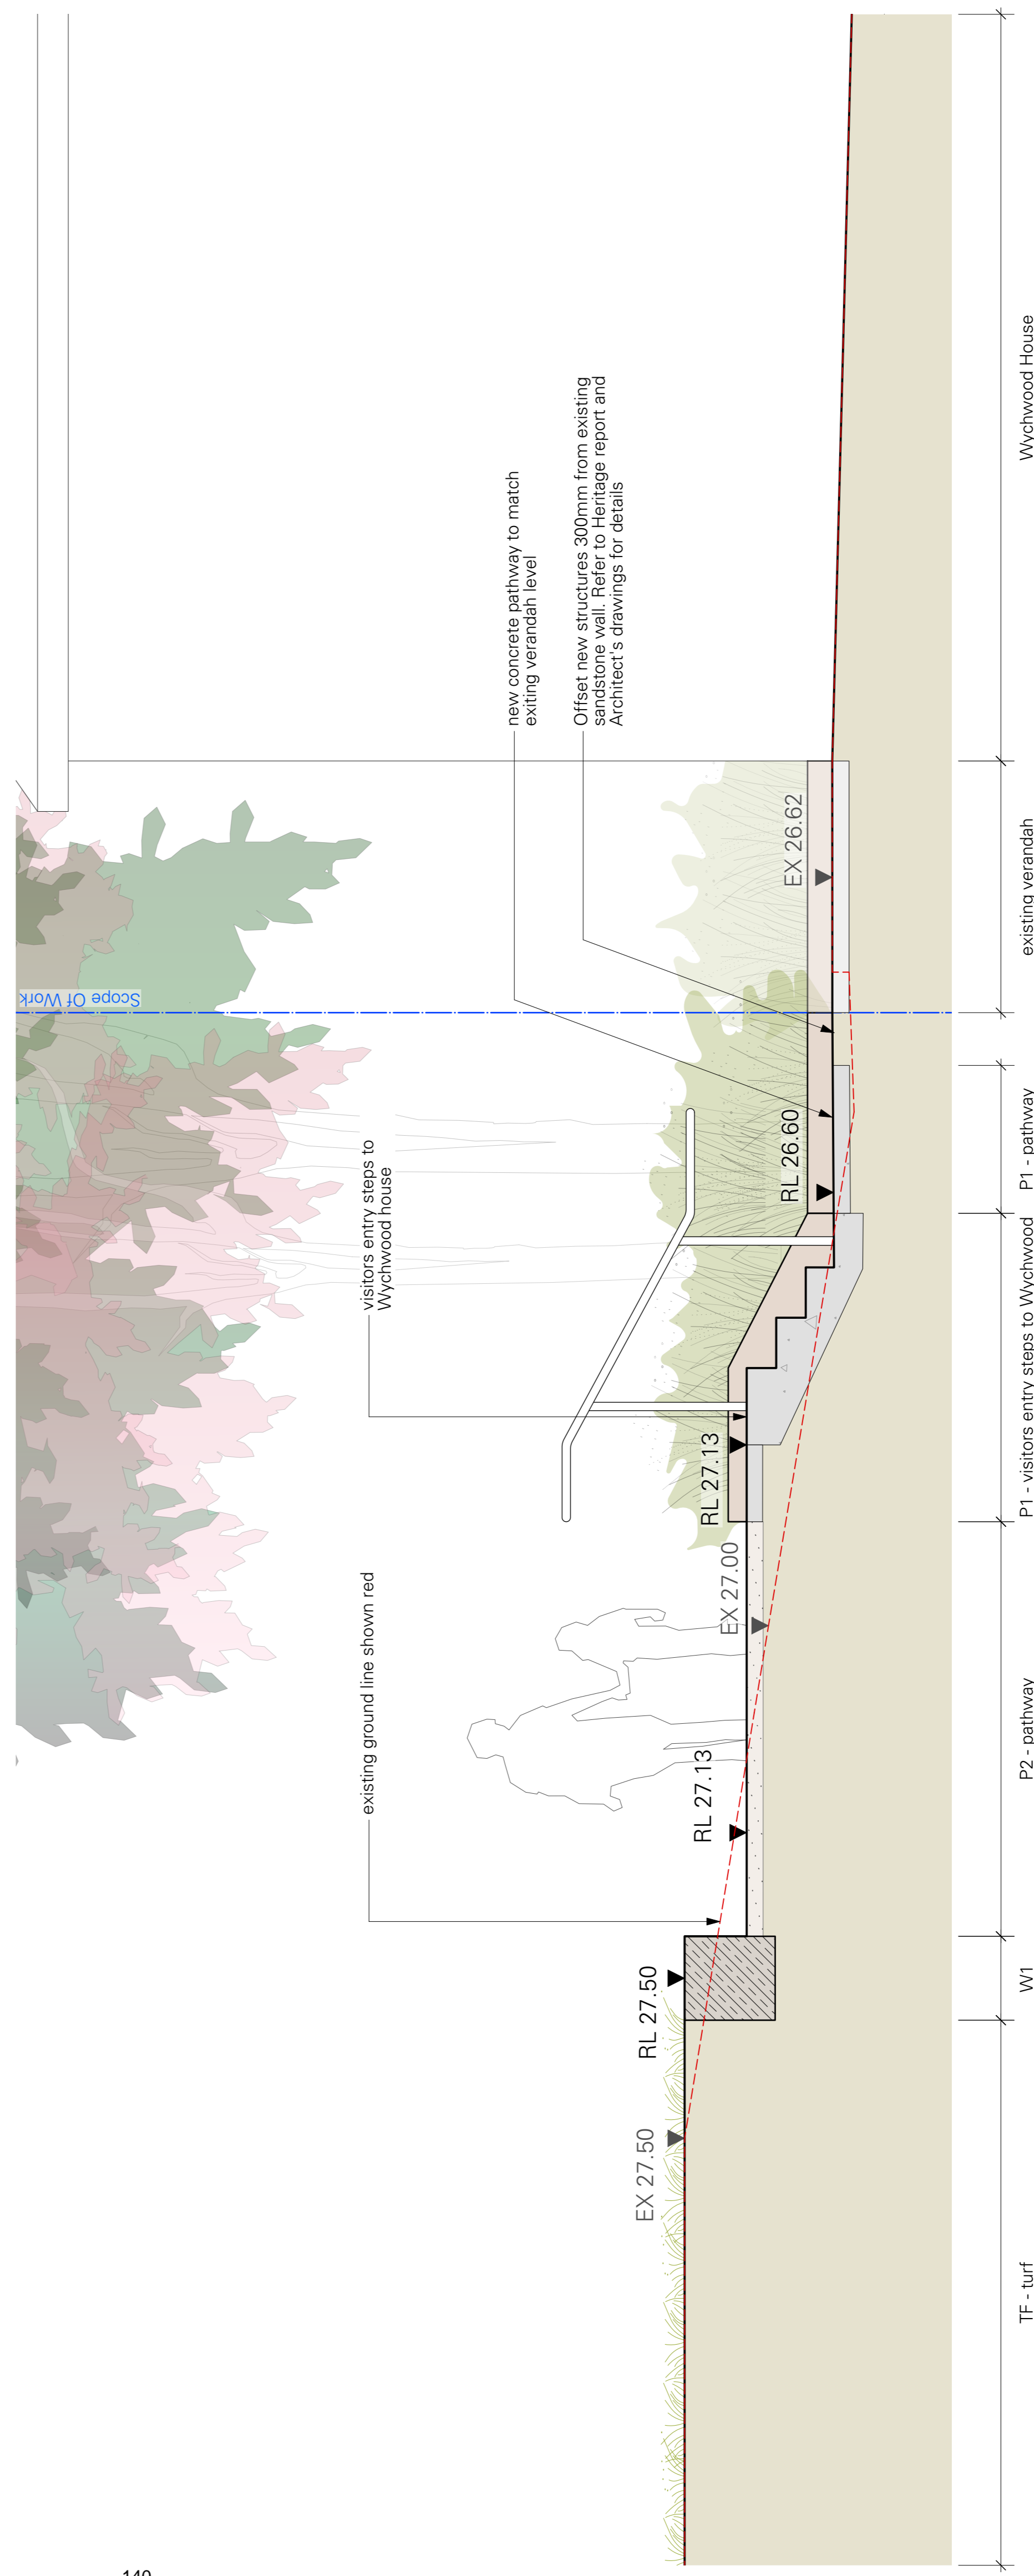 Scope Of Work
new concrete pathway to match
exiting verandah level
Offset new structures 300mm from existing
sandstone wall. Refer to Heritage report and
Architect's drawings for details
visitors entry steps to
Wychwood house
existing ground line shown red
EX 27.50
RL 27.50
RL 27.13
EX 27.00
RL 27.13
RL 26.60
EX 26.62
TF - turf
W1
P2 - pathway
P1 - visitors entry steps to Wychwood
P1 - pathway
existing verandah
Wychwood House
140